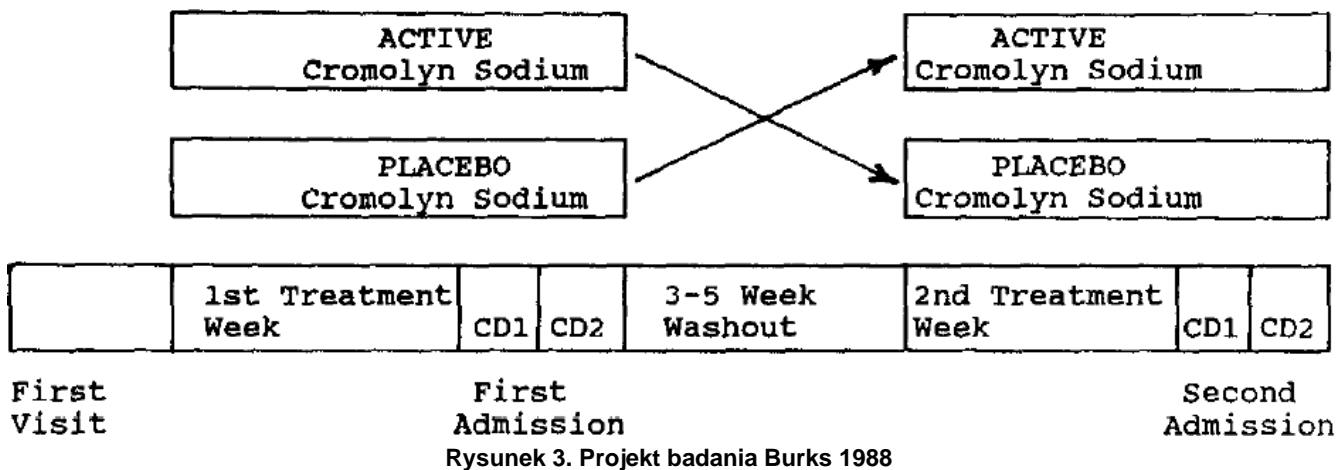 ACTIVE
Cromolyn Sodium
ACTIVE
Cromolyn Sodium
PLACEBO
Cromolyn Sodium
PLACEBO
Cromolyn Sodium
1st Treatment Week
CD1
CD2
3-5 Week Washout
2nd Treatment Week
CD1
CD2
First Visit
First Admission
Second Admission
Rysunek 3. Projekt badania Burks 1988